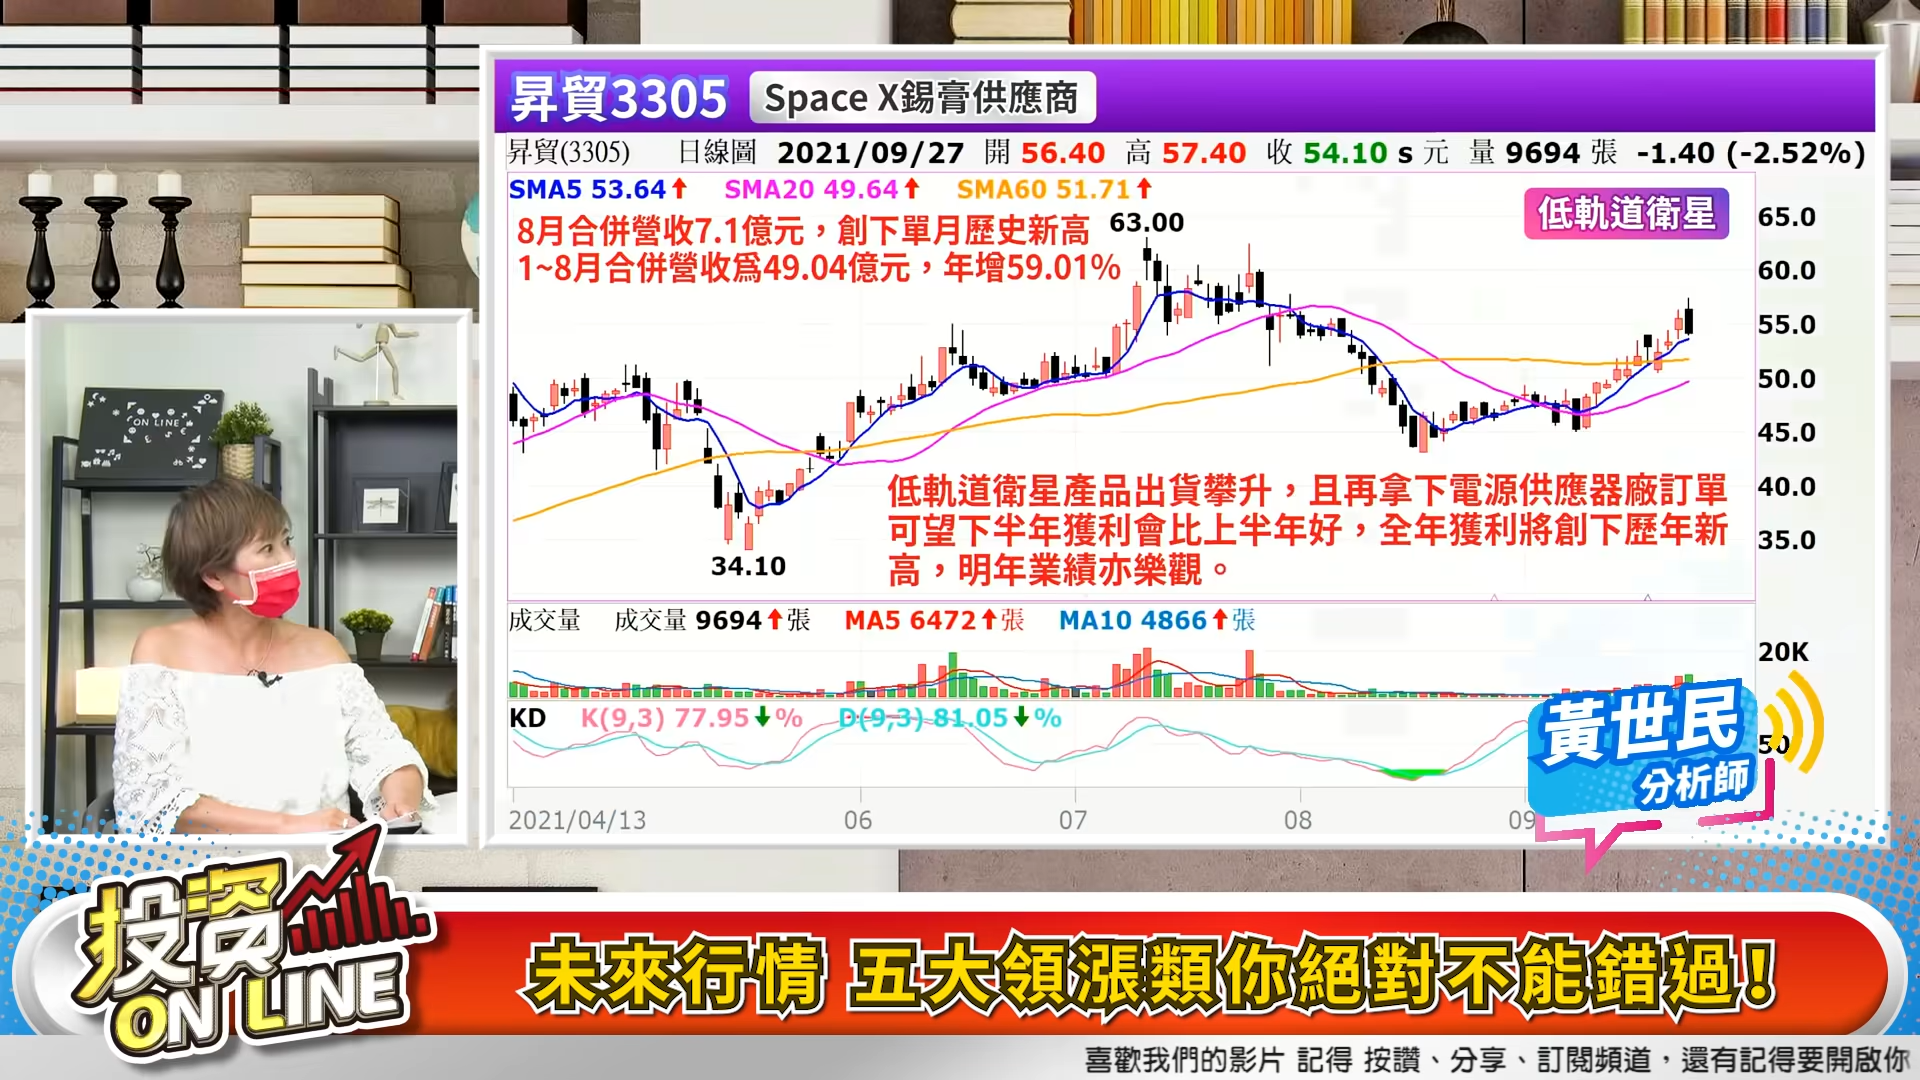 昇貿3305 Space X錫膏供應商
昇貿(3305) 日線圖 2021/09/27 開 56.40 高 57.40 收 54.10 s 元 量 9694 張 -1.40 (-2.52%)
SMA5 53.64↑ SMA20 49.64↑ SMA60 51.71↑
低軌道衛星
8月合併營收7.1億元，創下單月歷史新高
1~8月合併營收為49.04億元，年增59.01%
63.00
65.0
60.0
55.0
50.0
45.0
40.0
35.0
低軌道衛星產品出貨攀升，且再拿下電源供應器廠訂單
可望下半年獲利會比上半年好，全年獲利將創下歷年新
高，明年業績亦樂觀。
34.10
成交量 成交量 9694↑張 MA5 6472↑張 MA10 4866↑張
20K
KD K(9,3) 77.95↓% D(9,3) 81.05↓%
50
2021/04/13 06 07 08 09
黃世民
分析師
ON LINE
投資
ON LINE
未來行情 五大領漲類你絕對不能錯過！
喜歡我們的影片 記得 按讚、分享、訂閱頻道，還有記得要開啟你